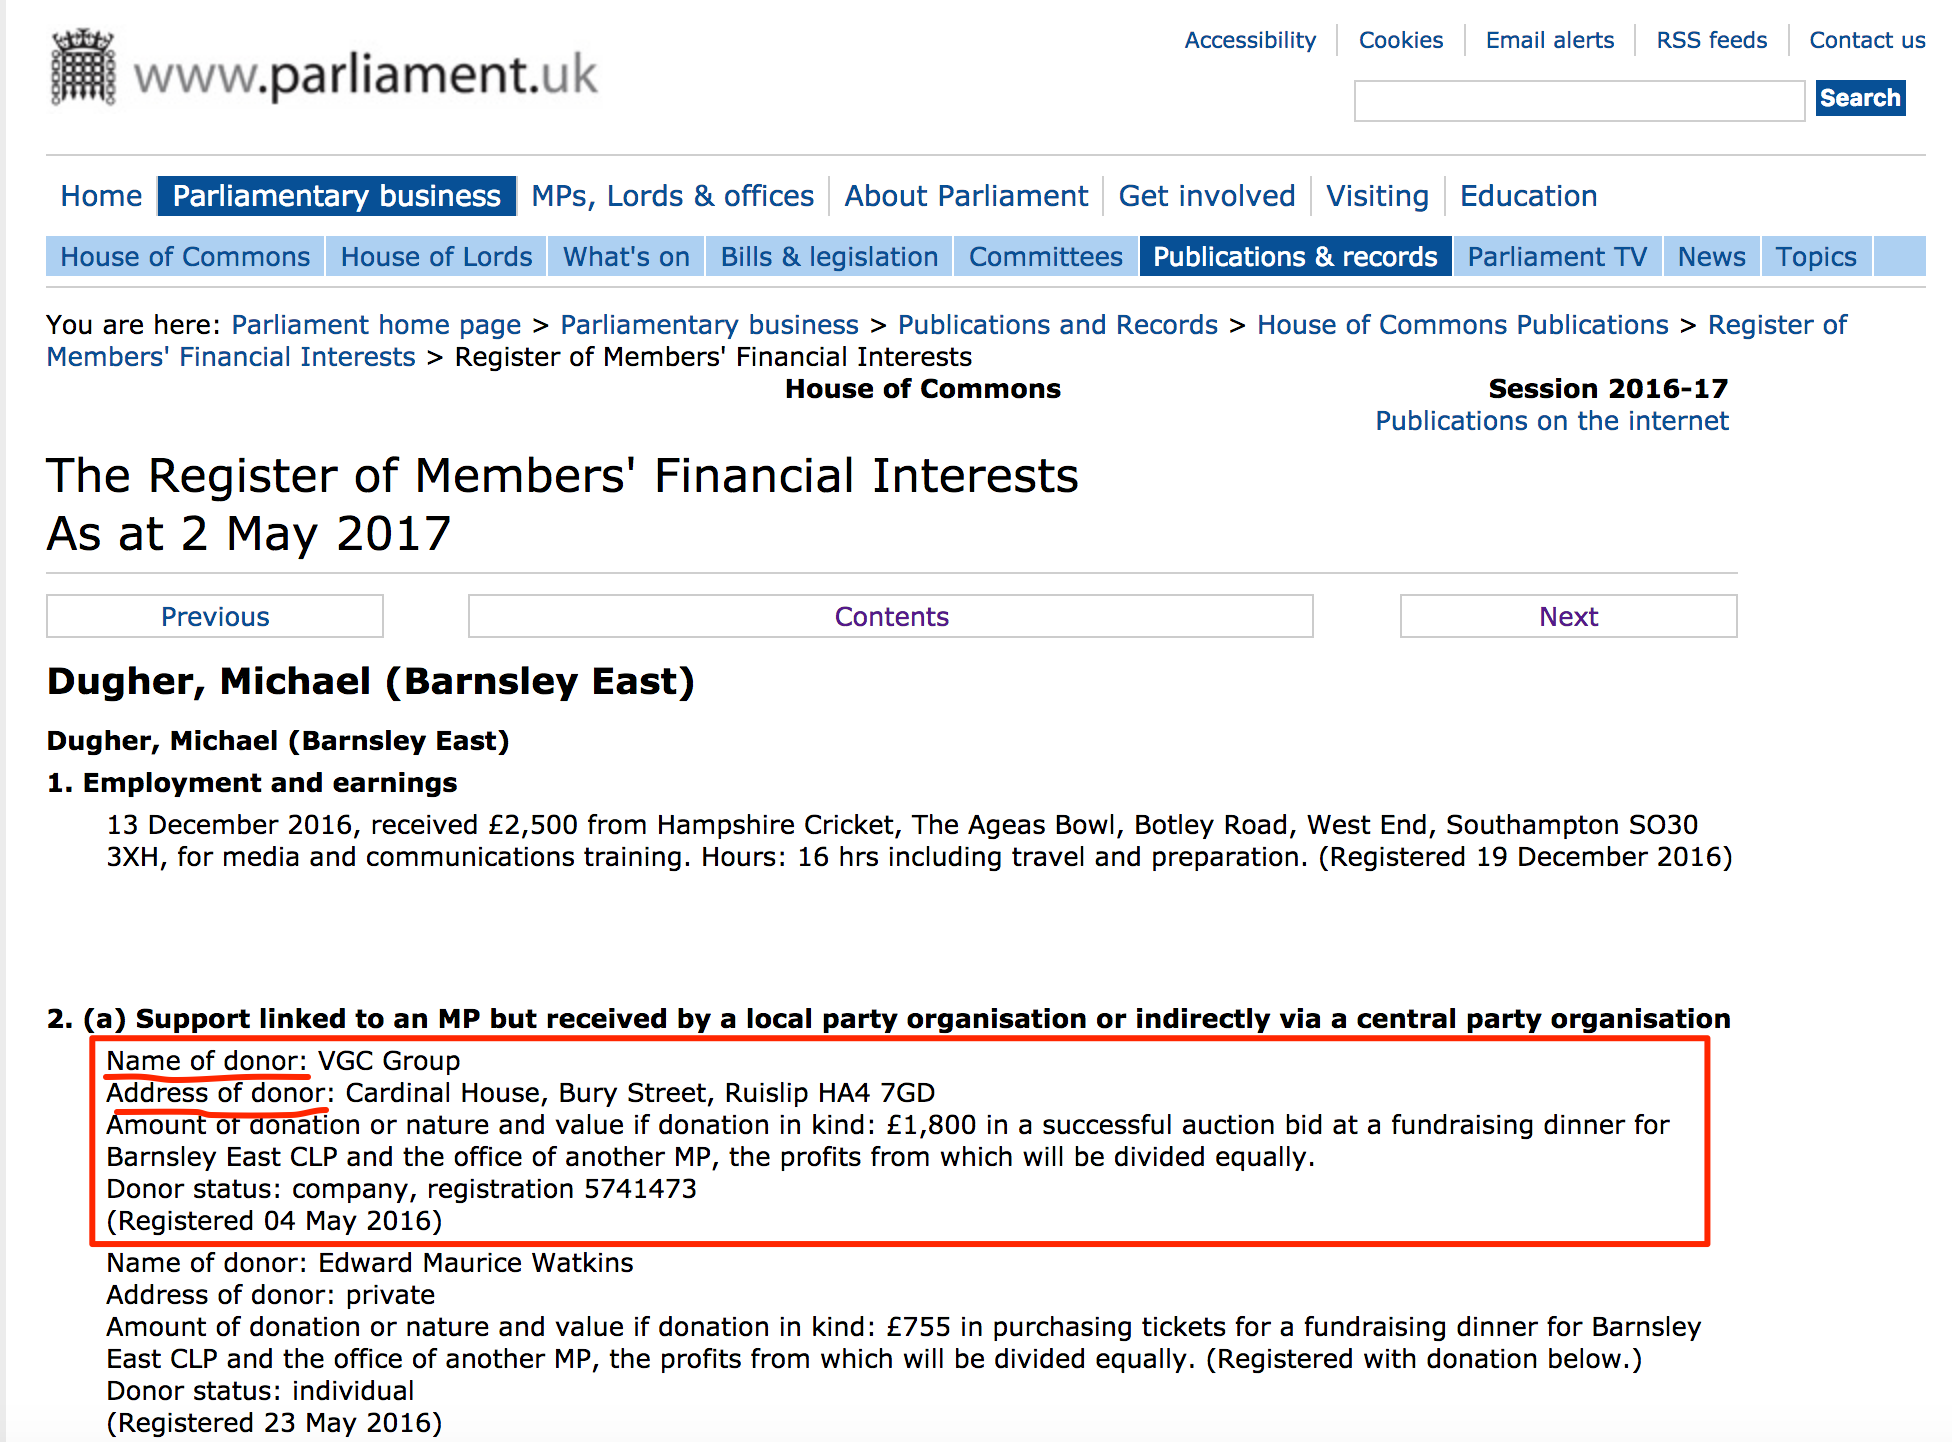 www.parliament.uk
Accessibility
Cookies
Email alerts
RSS feeds
Contact us
Search
Home
Parliamentary business
MPs, Lords & offices
About Parliament
Get involved
Visiting
Education
House of Commons
House of Lords
What's on
Bills & legislation
Committees
Publications & records
Parliament TV
News
Topics
You are here: Parliament home page > Parliamentary business > Publications and Records > House of Commons Publications > Register of
Members' Financial Interests > Register of Members' Financial Interests
House of Commons
Session 2016-17
Publications on the internet
The Register of Members' Financial Interests
As at 2 May 2017
Previous
Contents
Next
Dugher, Michael (Barnsley East)
Dugher, Michael (Barnsley East)
1. Employment and earnings
13 December 2016, received £2,500 from Hampshire Cricket, The Ageas Bowl, Botley Road, West End, Southampton SO30
3XH, for media and communications training. Hours: 16 hrs including travel and preparation. (Registered 19 December 2016)
2. (a) Support linked to an MP but received by a local party organisation or indirectly via a central party organisation
Name of donor: VGC Group
Address of donor: Cardinal House, Bury Street, Ruislip HA4 7GD
Amount of donation or nature and value if donation in kind: £1,800 in a successful auction bid at a fundraising dinner for
Barnsley East CLP and the office of another MP, the profits from which will be divided equally.
Donor status: company, registration 5741473
(Registered 04 May 2016)
Name of donor: Edward Maurice Watkins
Address of donor: private
Amount of donation or nature and value if donation in kind: £755 in purchasing tickets for a fundraising dinner for Barnsley
East CLP and the office of another MP, the profits from which will be divided equally. (Registered with donation below.)
Donor status: individual
(Registered 23 May 2016)